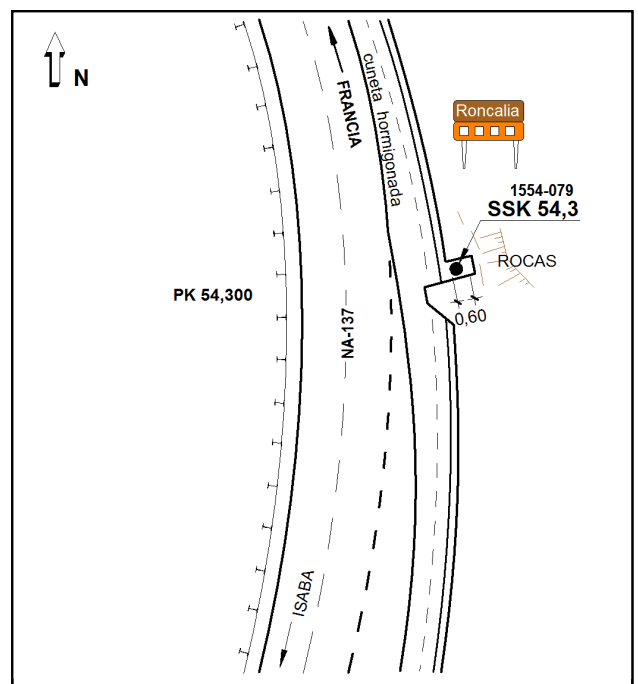 N
FRANCIA
cuneta hormigonada
Roncalia
1554-079
SSK 54,3
ROCAS
PK 54,300
NA-137
0,60
ISABA